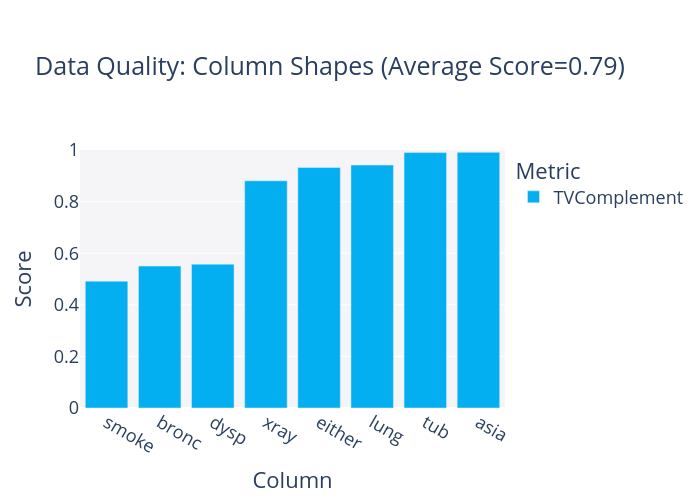 Data Quality: Column Shapes (Average Score=0.79)
Metric
TVComplement
Score
1
0.8
0.6
0.4
0.2
0
smoke
bronc
dysp
xray
either
lung
tub
asia
Column